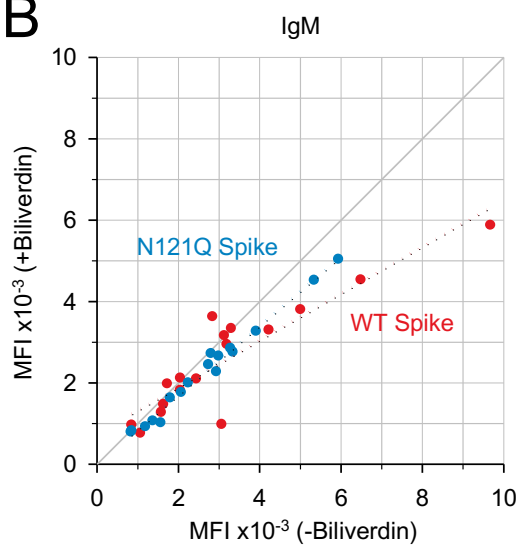 B
IgM
10
8
6
4
2
0
MFI x10⁻³ (+Biliverdin)
N121Q Spike
WT Spike
0 2 4 6 8 10
MFI x10⁻³ (-Biliverdin)